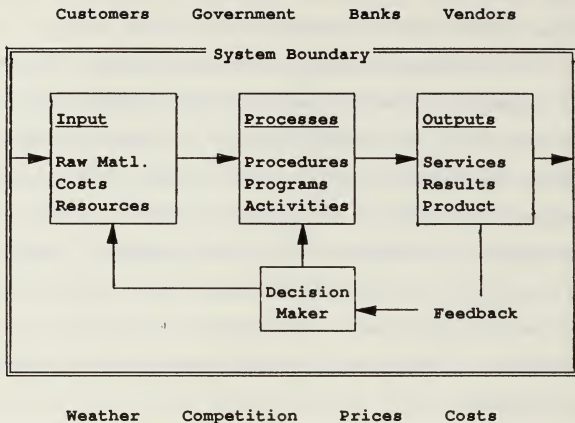 Customers Government Banks Vendors
System Boundary
Input
Raw Matl.
Costs
Resources
Processes
Procedures
Programs
Activities
Outputs
Services
Results
Product
Decision
Maker
Feedback
Weather Competition Prices Costs